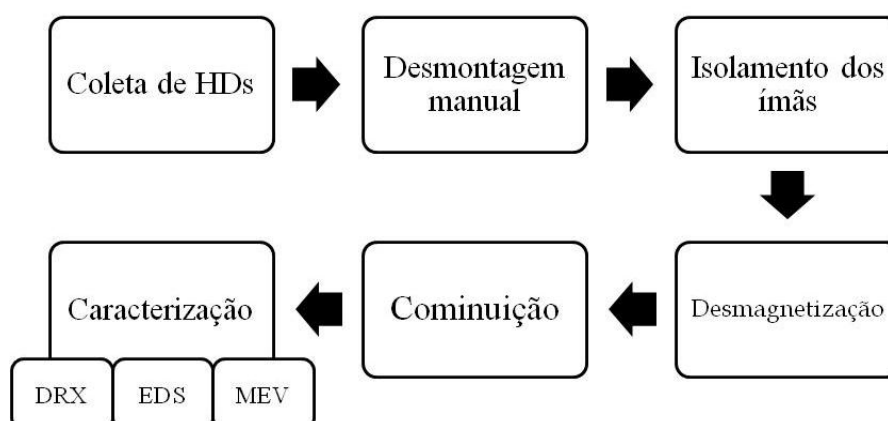 Coleta de HDs
Desmontagem
manual
Isolamento dos
ímãs
Desmagnetização
Cominuição
Caracterização
DRX
EDS
MEV